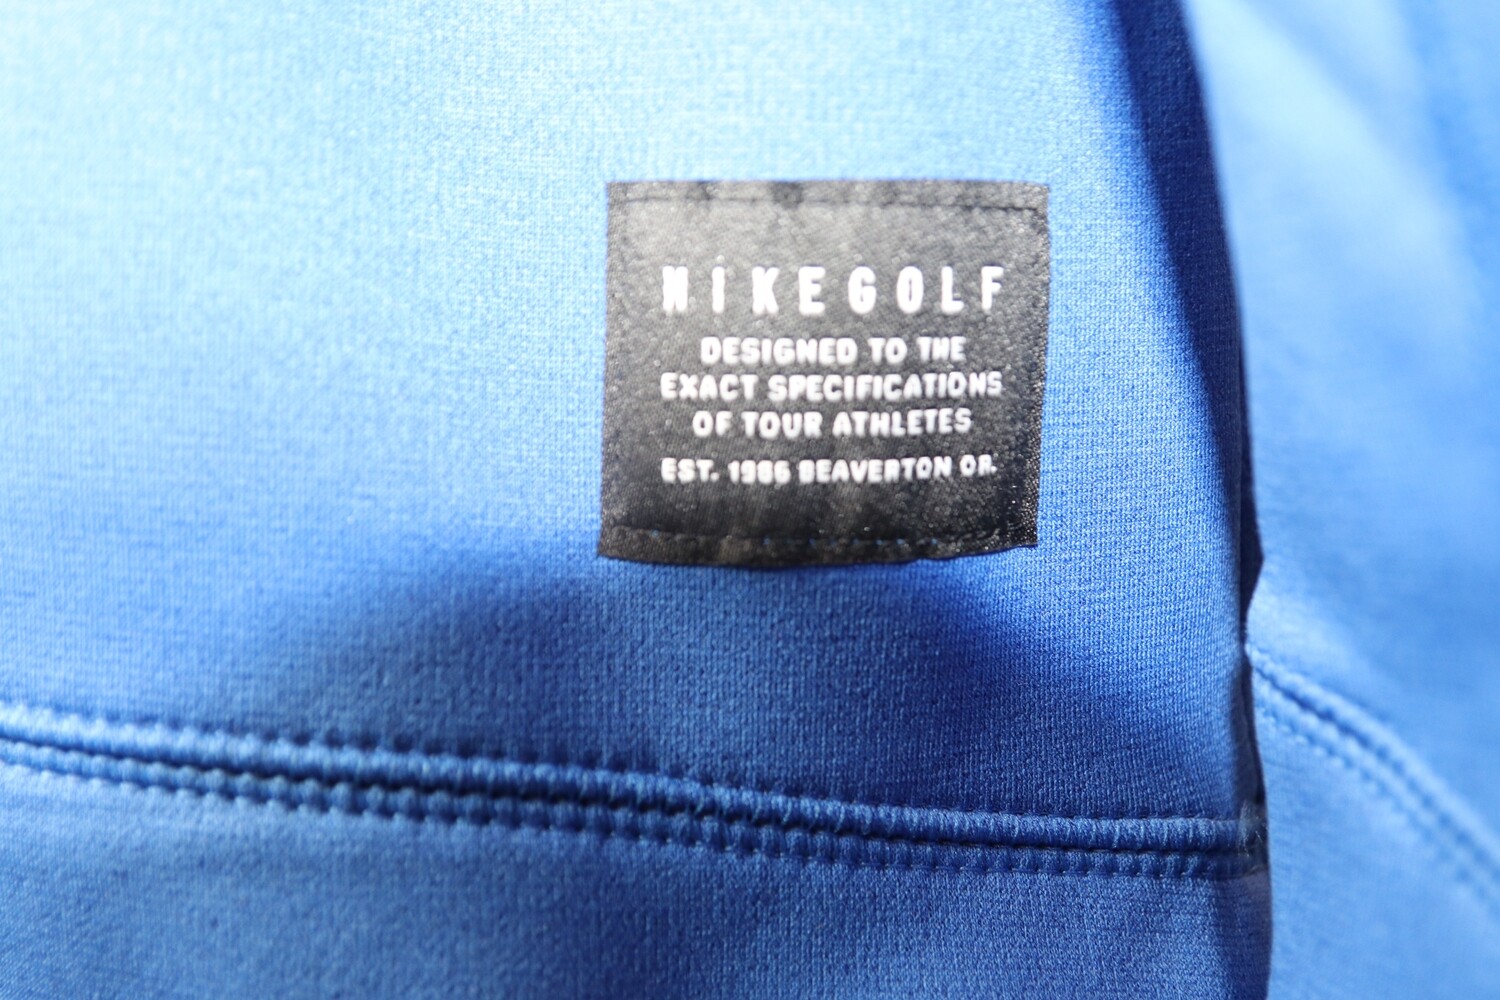 NIKEGOLF
DESIGNED TO THE
EXACT SPECIFICATIONS
OF TOUR ATHLETES
EST. 1986 BEAVERTON OR.